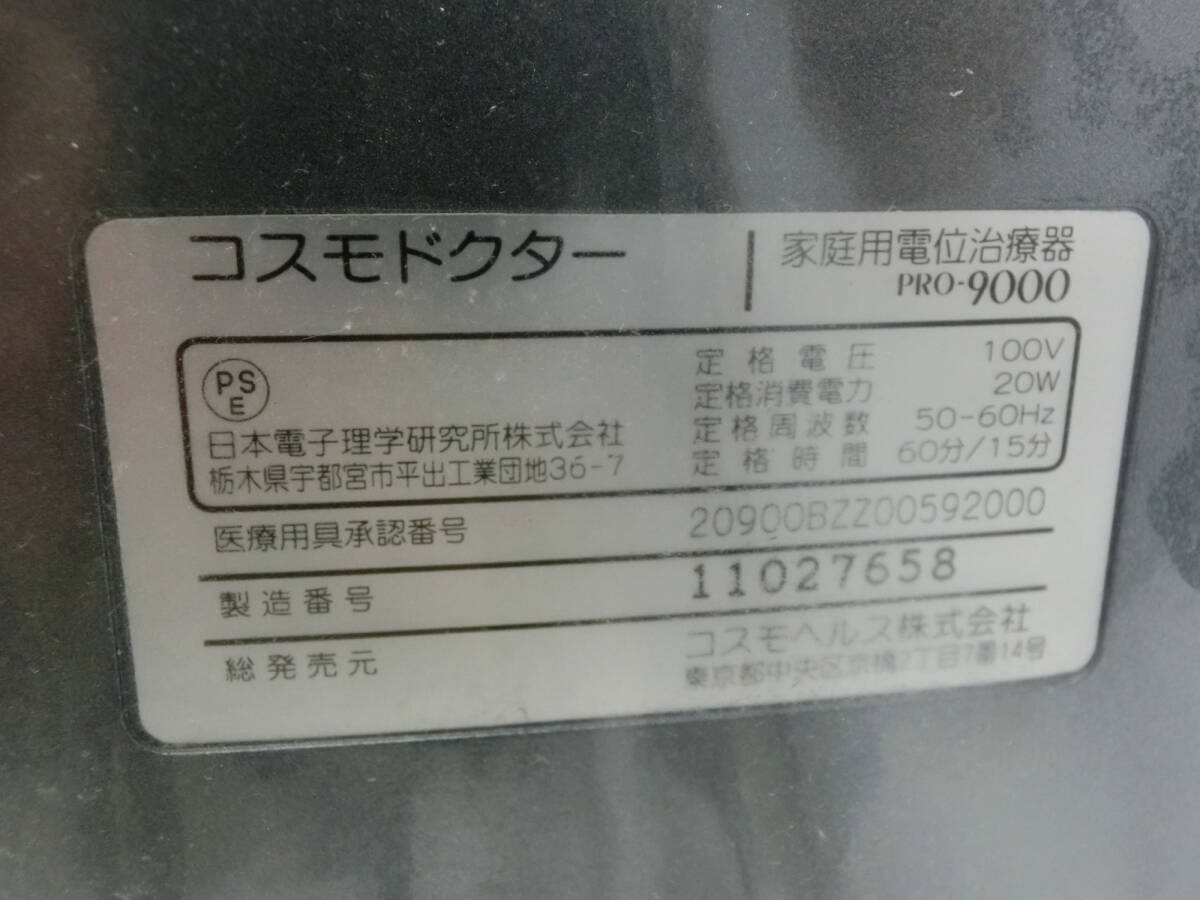 コスモドクター
家庭用電位治療器
PRO-9000
PS
E
日本電子理学研究所株式会社
栃木県宇都宮市平出工業団地36-7
定格電圧 100V
定格消費電力 20W
定格周波数 50-60Hz
定格時間 60分/15分
医療用具承認番号 20900BZZ00592000
製造番号 11027658
総発売元 コスモヘルス株式会社
東京都中央区京橋2丁目7番14号